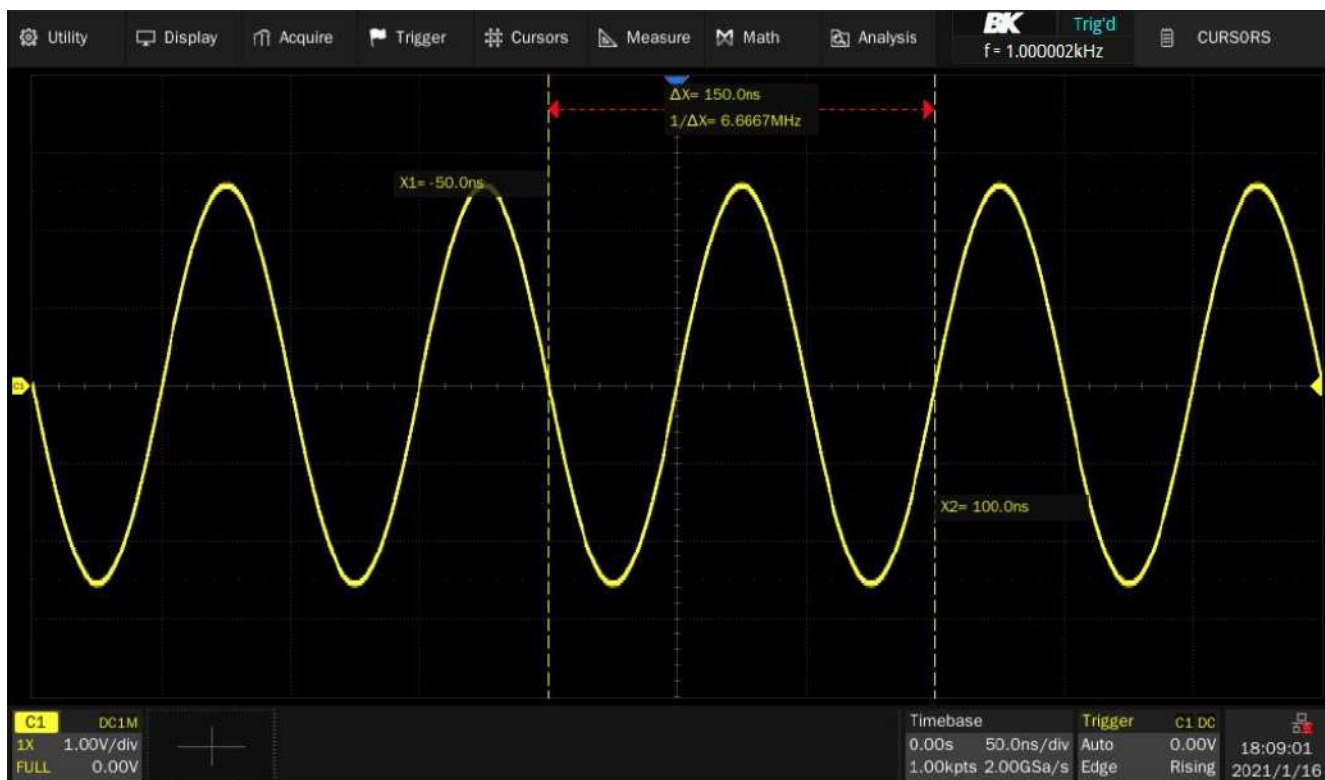 Utility Display Acquire Trigger Cursors Measure Math Analysis BK Trig'd CURSORS
f = 1.000002kHz
ΔX= 150.0ns
1/ΔX= 6.6667MHz
X1= -50.0ns
C1
X2= 100.0ns
C1 DC1M
1X 1.00V/div
FULL 0.00V
Timebase
0.00s 50.0ns/div
1.00kpts 2.00GSa/s
Trigger C1 DC
Auto 0.00V
Edge Rising
18:09:01
2021/1/16